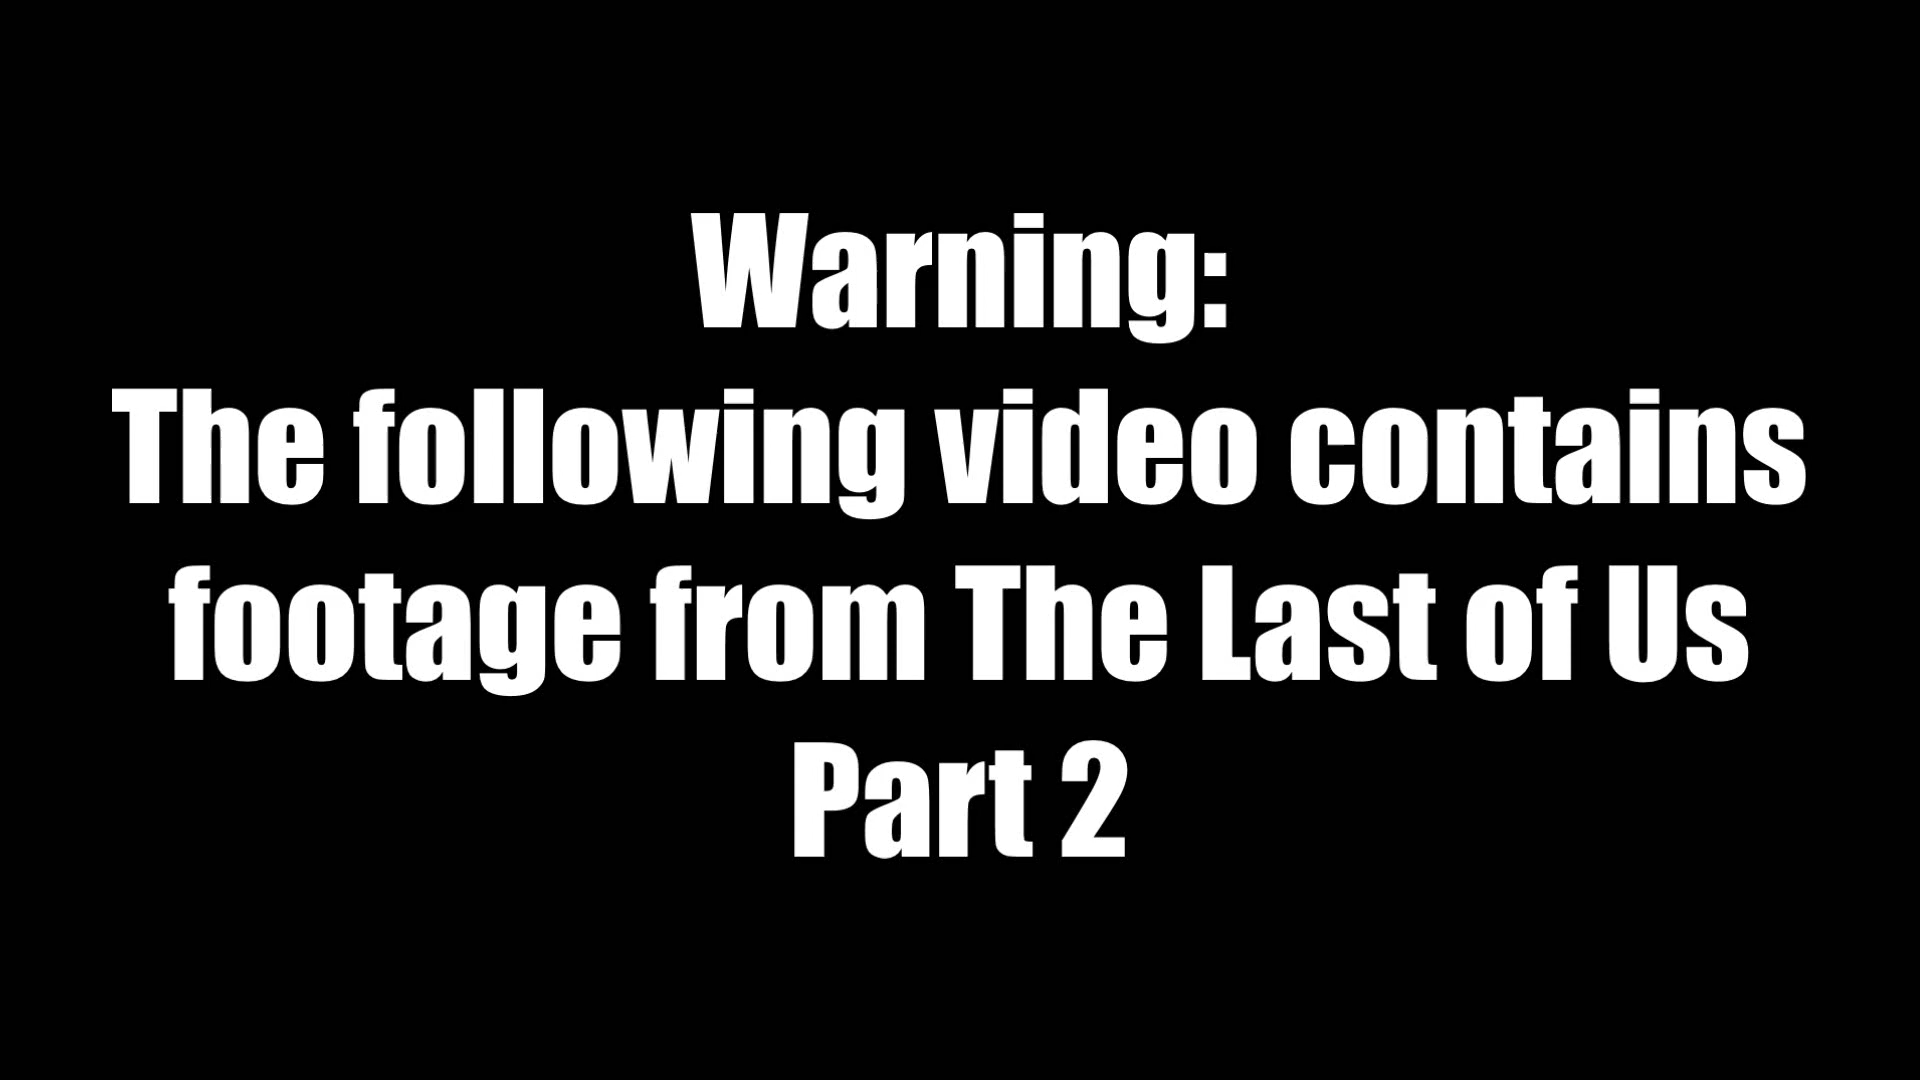 Warning:
The following video contains
footage from The Last of Us
Part 2